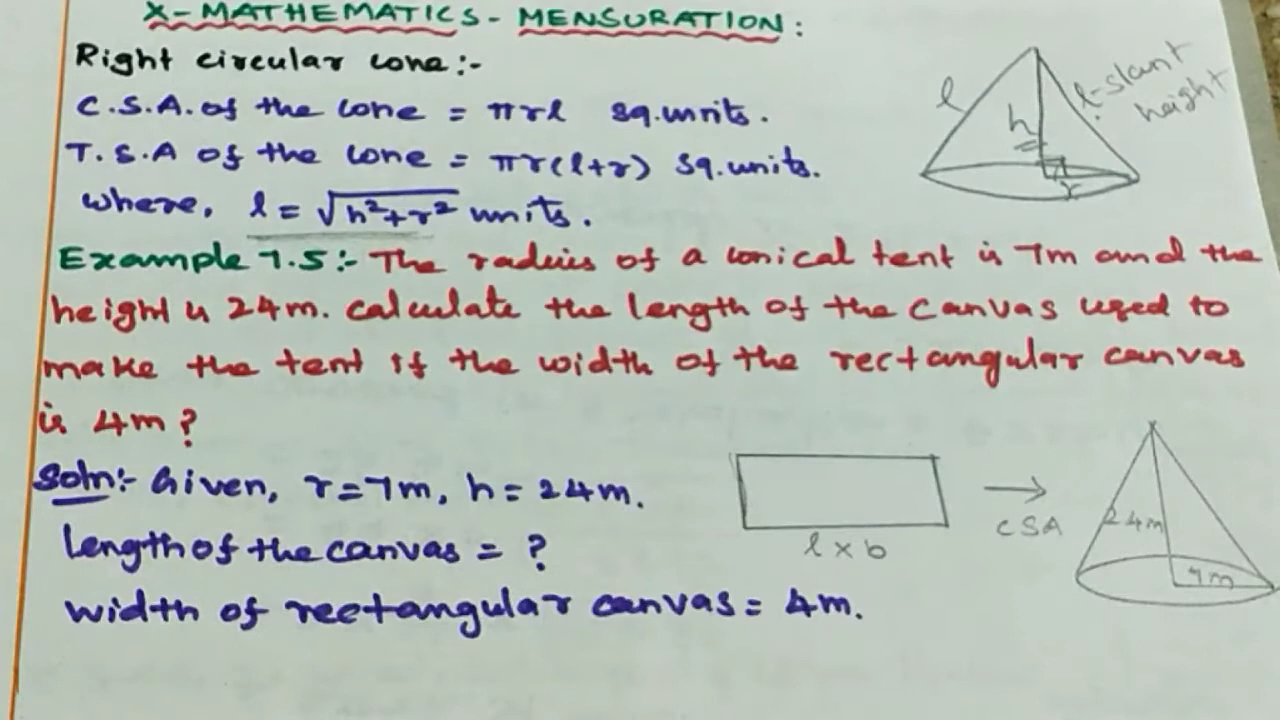 X-MATHEMATICS-MENSURATION:
Right circular cone:-
C.S.A. of the cone = πrl sq.units.
T.S.A of the cone = πr(l+r) sq.units.
where, l = √h²+r² units.
l
l-slant
height
h
r
Example 7.5:- The radius of a conical tent is 7m and the
height is 24m. calculate the length of the canvas used to
make the tent if the width of the rectangular canvas
is 4m?
Soln:- Given, r=7m, h=24m.
length of the canvas = ?
width of rectangular canvas = 4m.
l x b
CSA
24m
7m